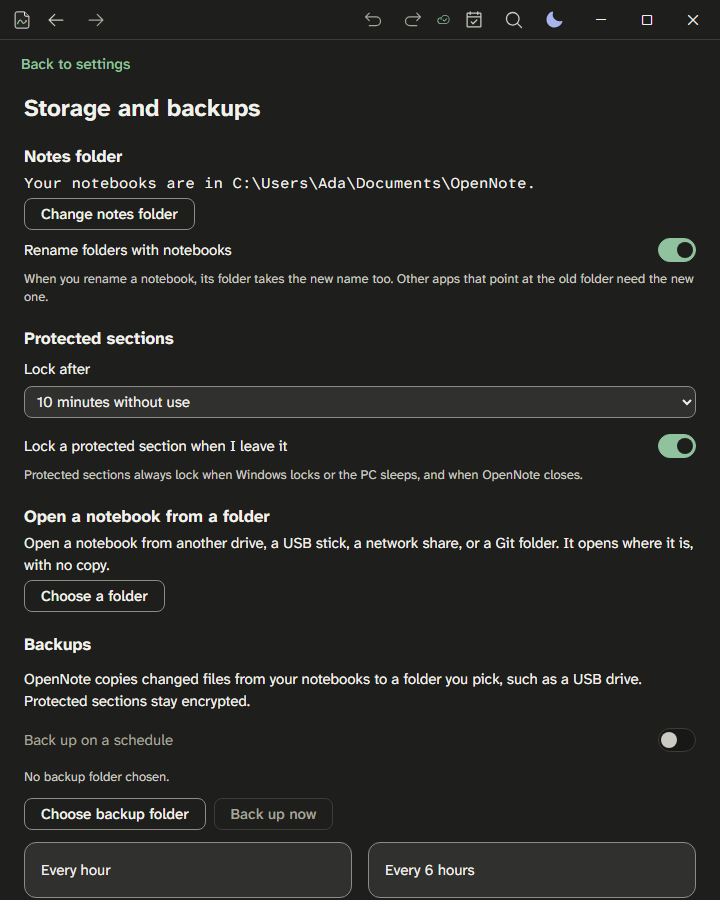 Back to settings
Storage and backups
Notes folder
Your notebooks are in C:\Users\Ada\Documents\OpenNote.
Change notes folder
Rename folders with notebooks
When you rename a notebook, its folder takes the new name too. Other apps that point at the old folder need the new
one.
Protected sections
Lock after
10 minutes without use
Lock a protected section when I leave it
Protected sections always lock when Windows locks or the PC sleeps, and when OpenNote closes.
Open a notebook from a folder
Open a notebook from another drive, a USB stick, a network share, or a Git folder. It opens where it is,
with no copy.
Choose a folder
Backups
OpenNote copies changed files from your notebooks to a folder you pick, such as a USB drive.
Protected sections stay encrypted.
Back up on a schedule
No backup folder chosen.
Choose backup folder
Back up now
Every hour
Every 6 hours